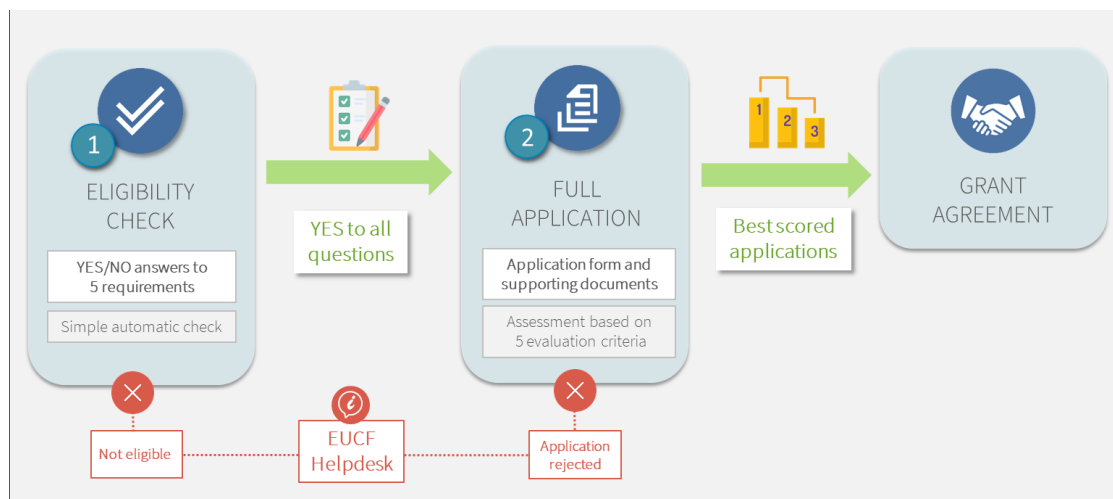 1
ELIGIBILITY
CHECK
YES/NO answers to
5 requirements
Simple automatic check
YES to all
questions
2
FULL
APPLICATION
Application form and
supporting documents
Assessment based on
5 evaluation criteria
1
2
3
Best scored
applications
GRANT
AGREEMENT
Not eligible
i
EUCF
Helpdesk
Application
rejected